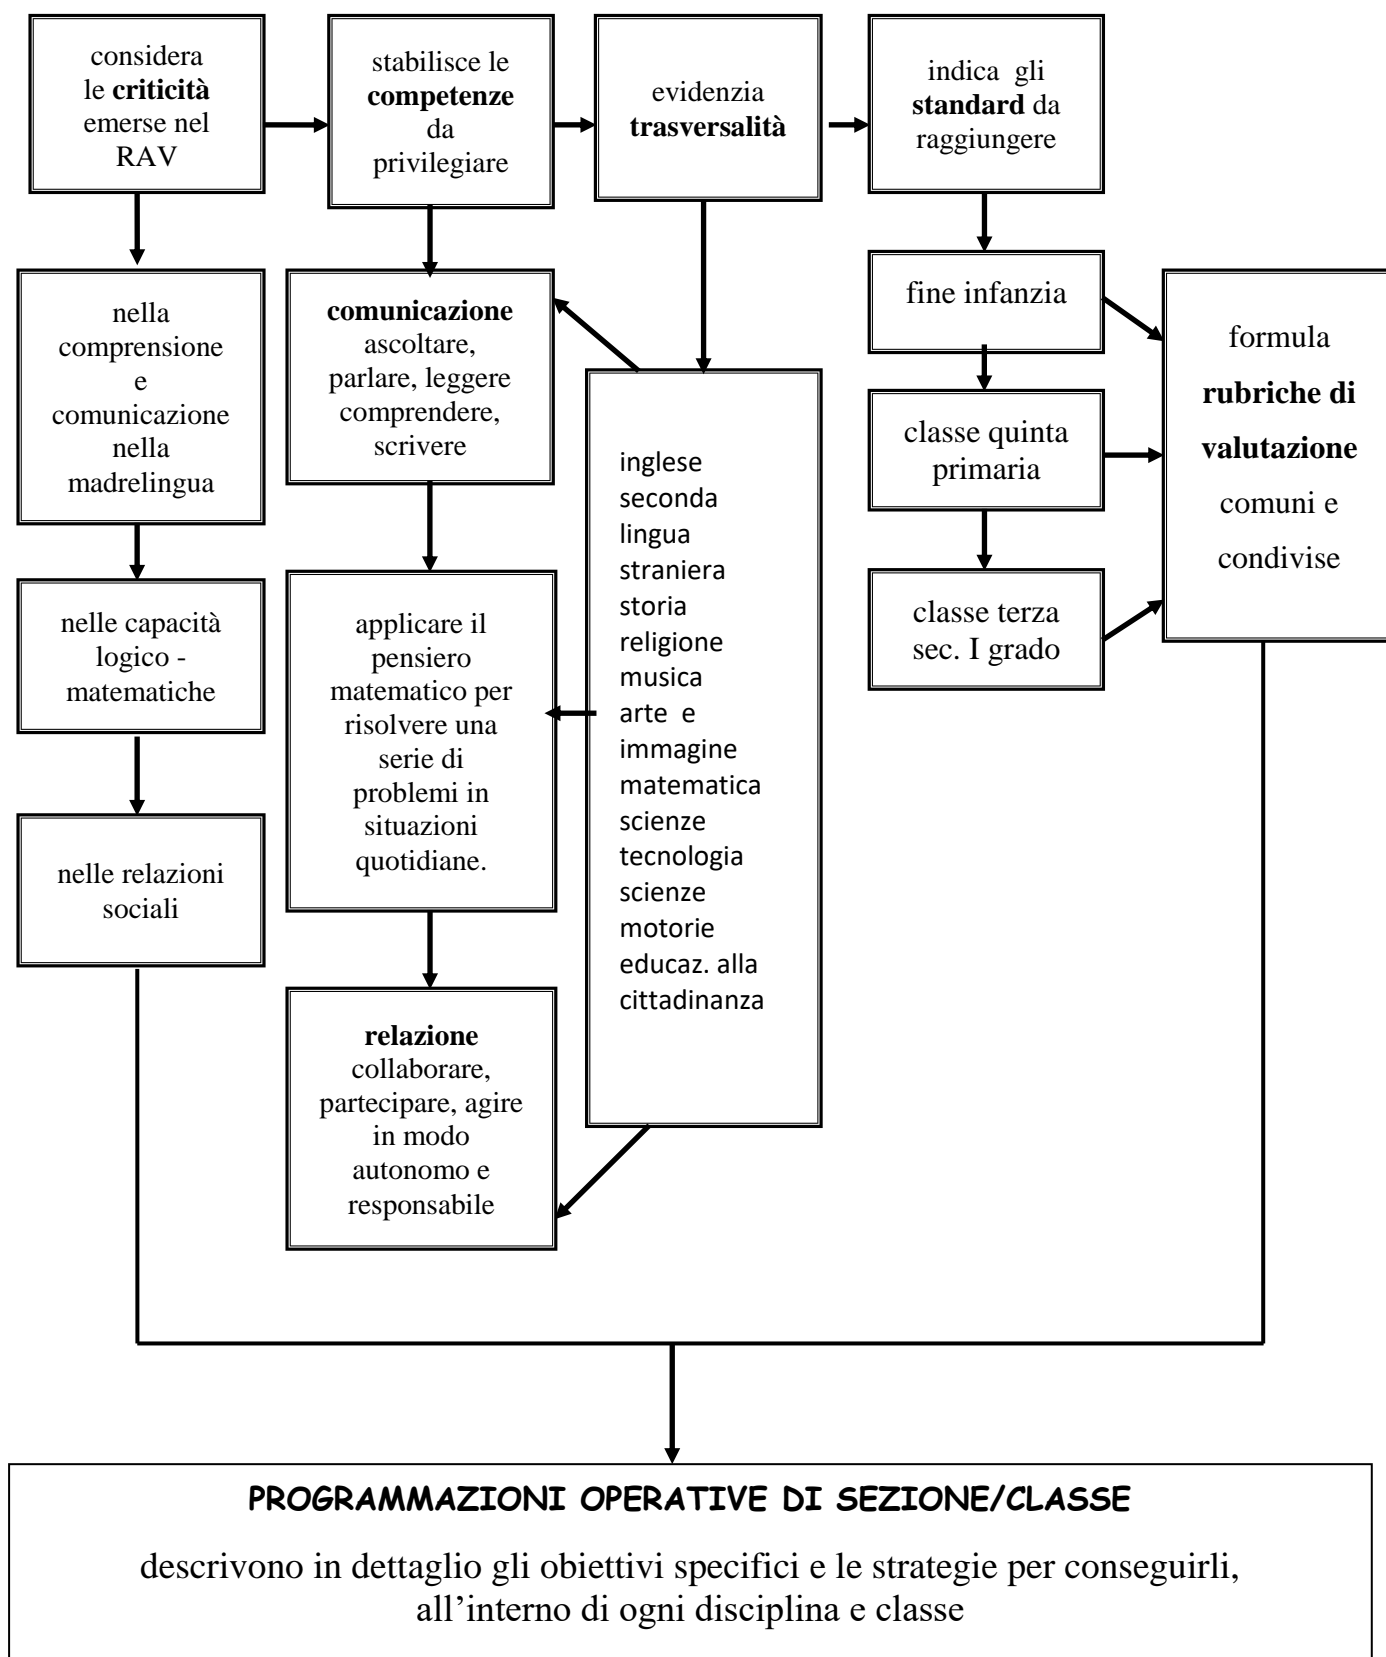 considera
le criticità
emerse nel
RAV
stabilisce le
competenze
da
privilegiare
evidenzia
trasversalità
indica gli
standard da
raggiungere
nella
comprensione
e
comunicazione
nella
madrelingua
nelle capacità
logico -
matematiche
nelle relazioni
sociali
comunicazione
ascoltare,
parlare, leggere
comprendere,
scrivere
applicare il
pensiero
matematico per
risolvere una
serie di
problemi in
situazioni
quotidiane.
relazione
collaborare,
partecipare, agire
in modo
autonomo e
responsabile
inglese
seconda
lingua
straniera
storia
religione
musica
arte e
immagine
matematica
scienze
tecnologia
scienze
motorie
educaz. alla
cittadinanza
fine infanzia
classe quinta
primaria
classe terza
sec. I grado
formula
rubriche di
valutazione
comuni e
condivise
PROGRAMMAZIONI OPERATIVE DI SEZIONE/CLASSE
descrivono in dettaglio gli obiettivi specifici e le strategie per conseguirli,
all’interno di ogni disciplina e classe